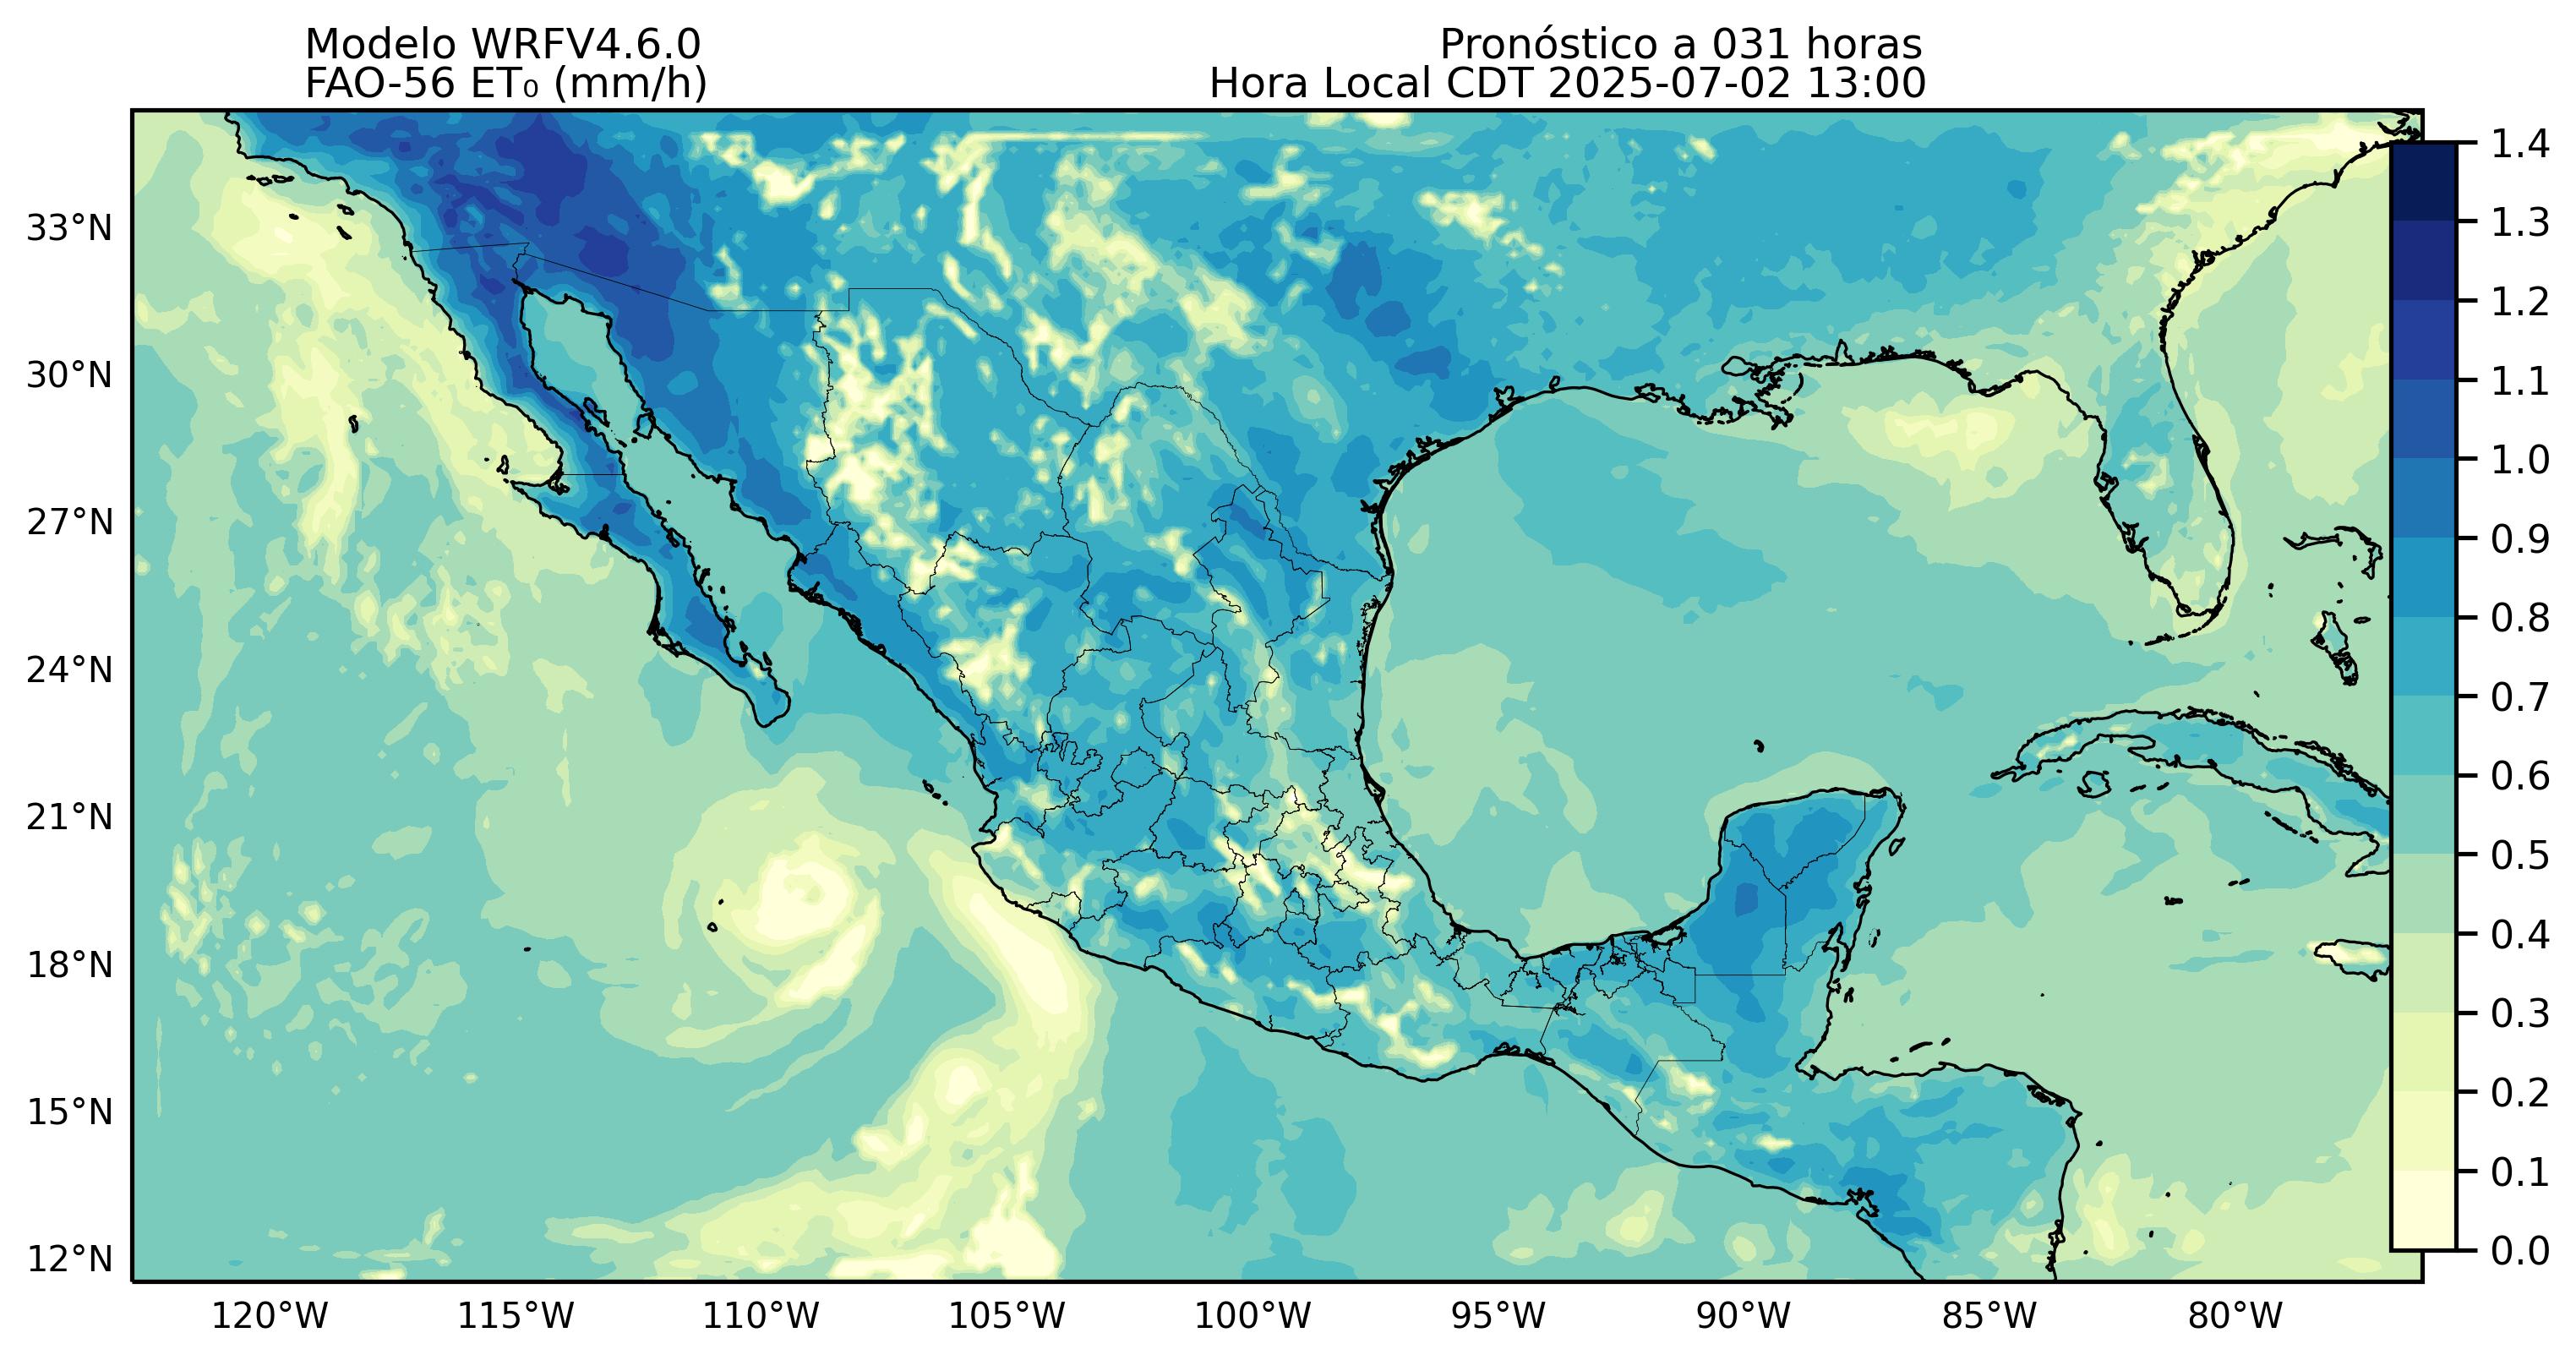 Modelo WRFV4.6.0
FAO-56 ET₀ (mm/h)
Pronóstico a 031 horas
Hora Local CDT 2025-07-02 13:00
33°N
30°N
27°N
24°N
21°N
18°N
15°N
12°N
120°W
115°W
110°W
105°W
100°W
95°W
90°W
85°W
80°W
1.4
1.3
1.2
1.1
1.0
0.9
0.8
0.7
0.6
0.5
0.4
0.3
0.2
0.1
0.0